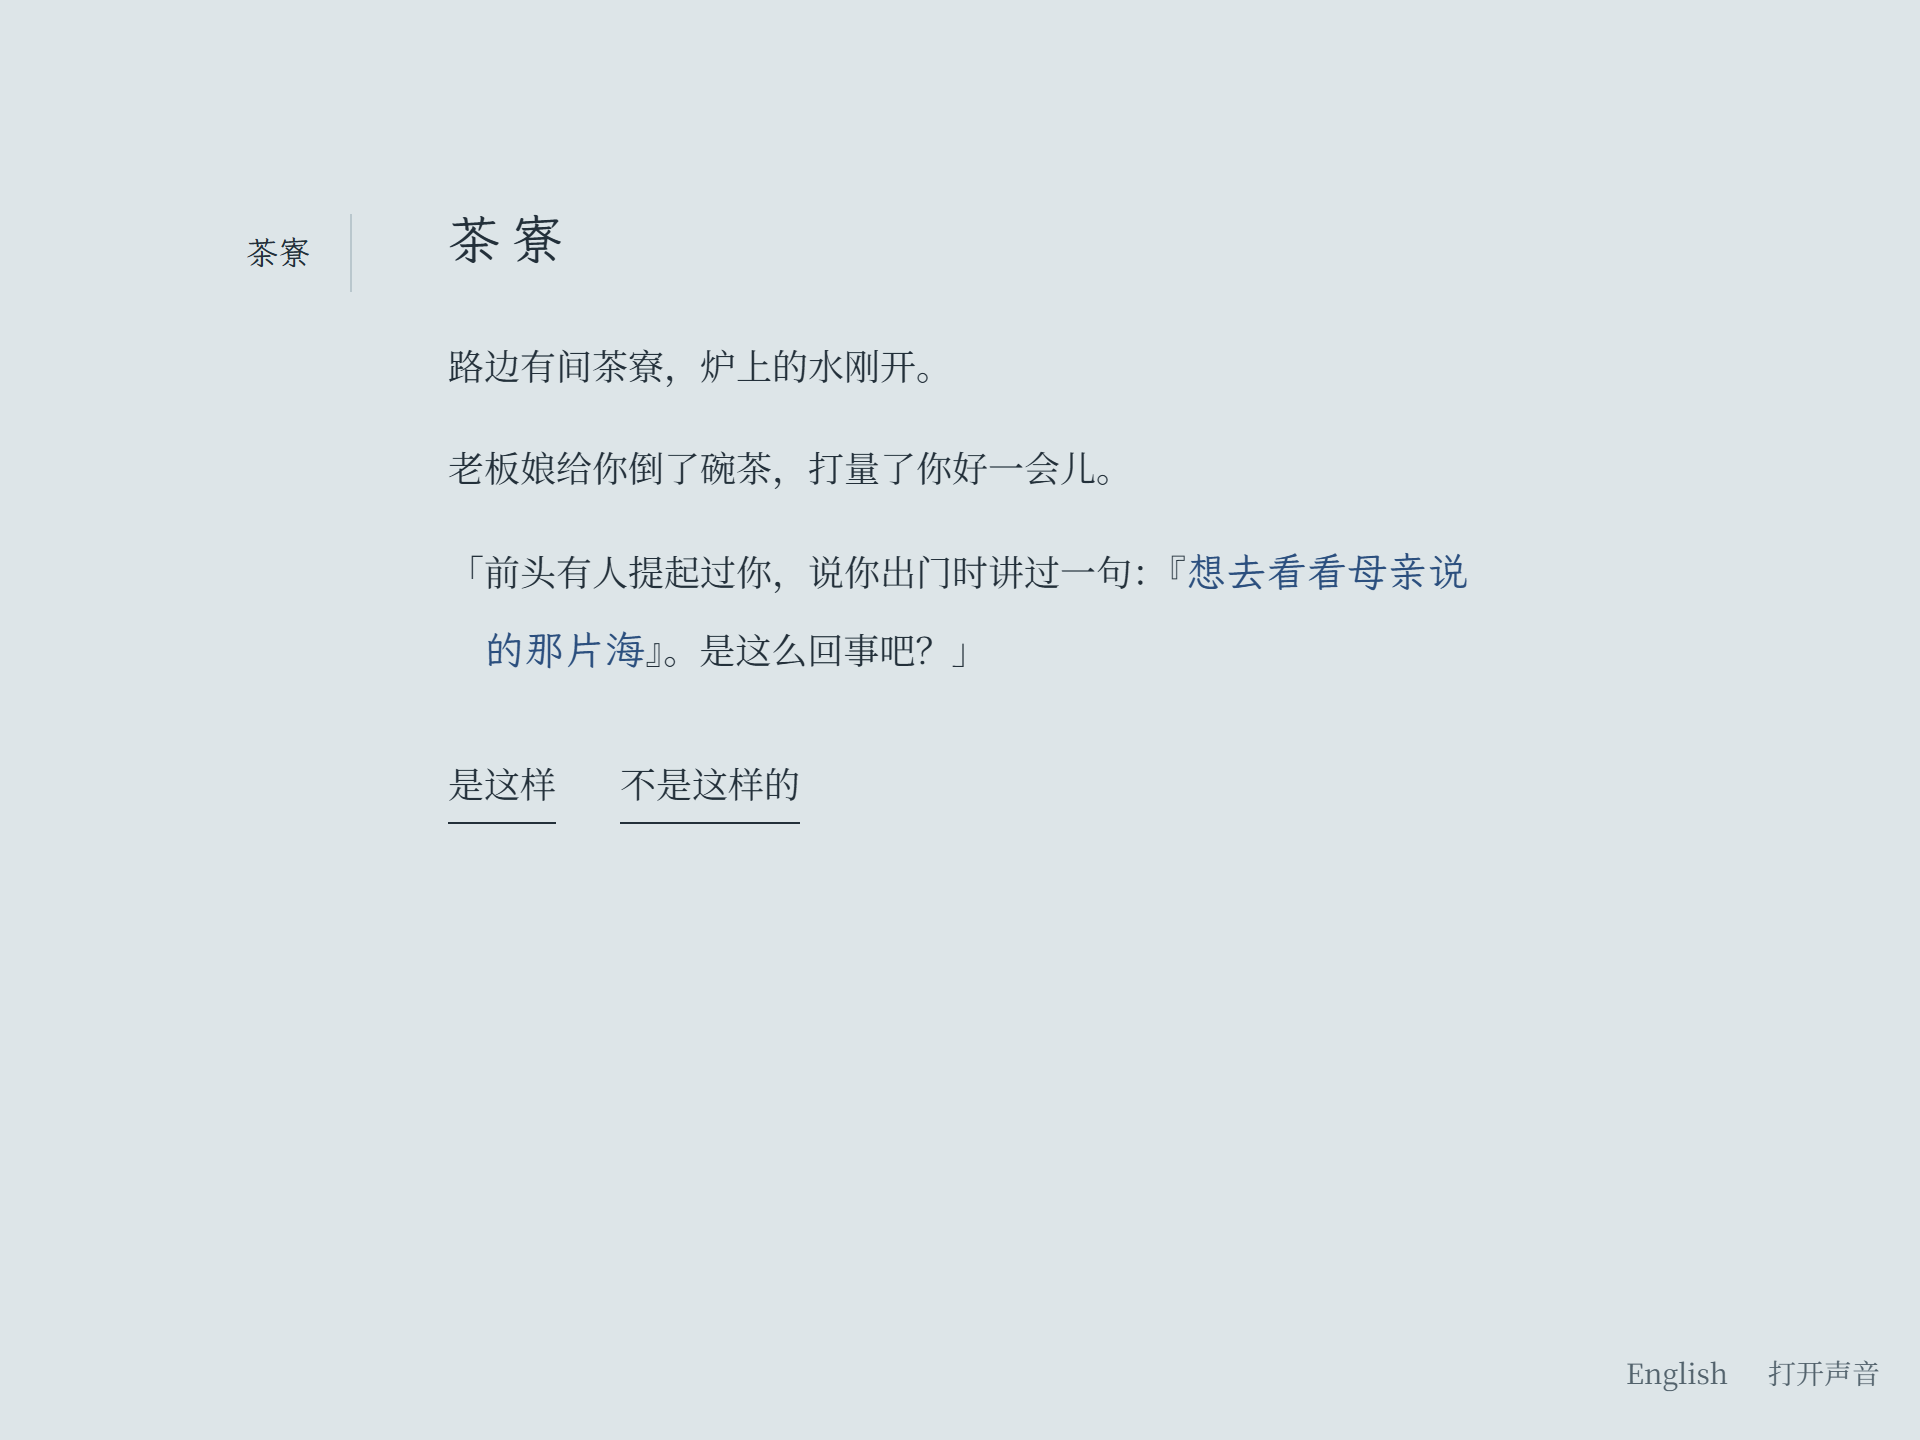 茶寮
茶寮
路边有间茶寮，炉上的水刚开。
老板娘给你倒了碗茶，打量了你好一会儿。
「前头有人提起过你，说你出门时讲过一句：『想去看看母亲说
的那片海』。是这么回事吧？」
是这样 不是这样的
English 打开声音